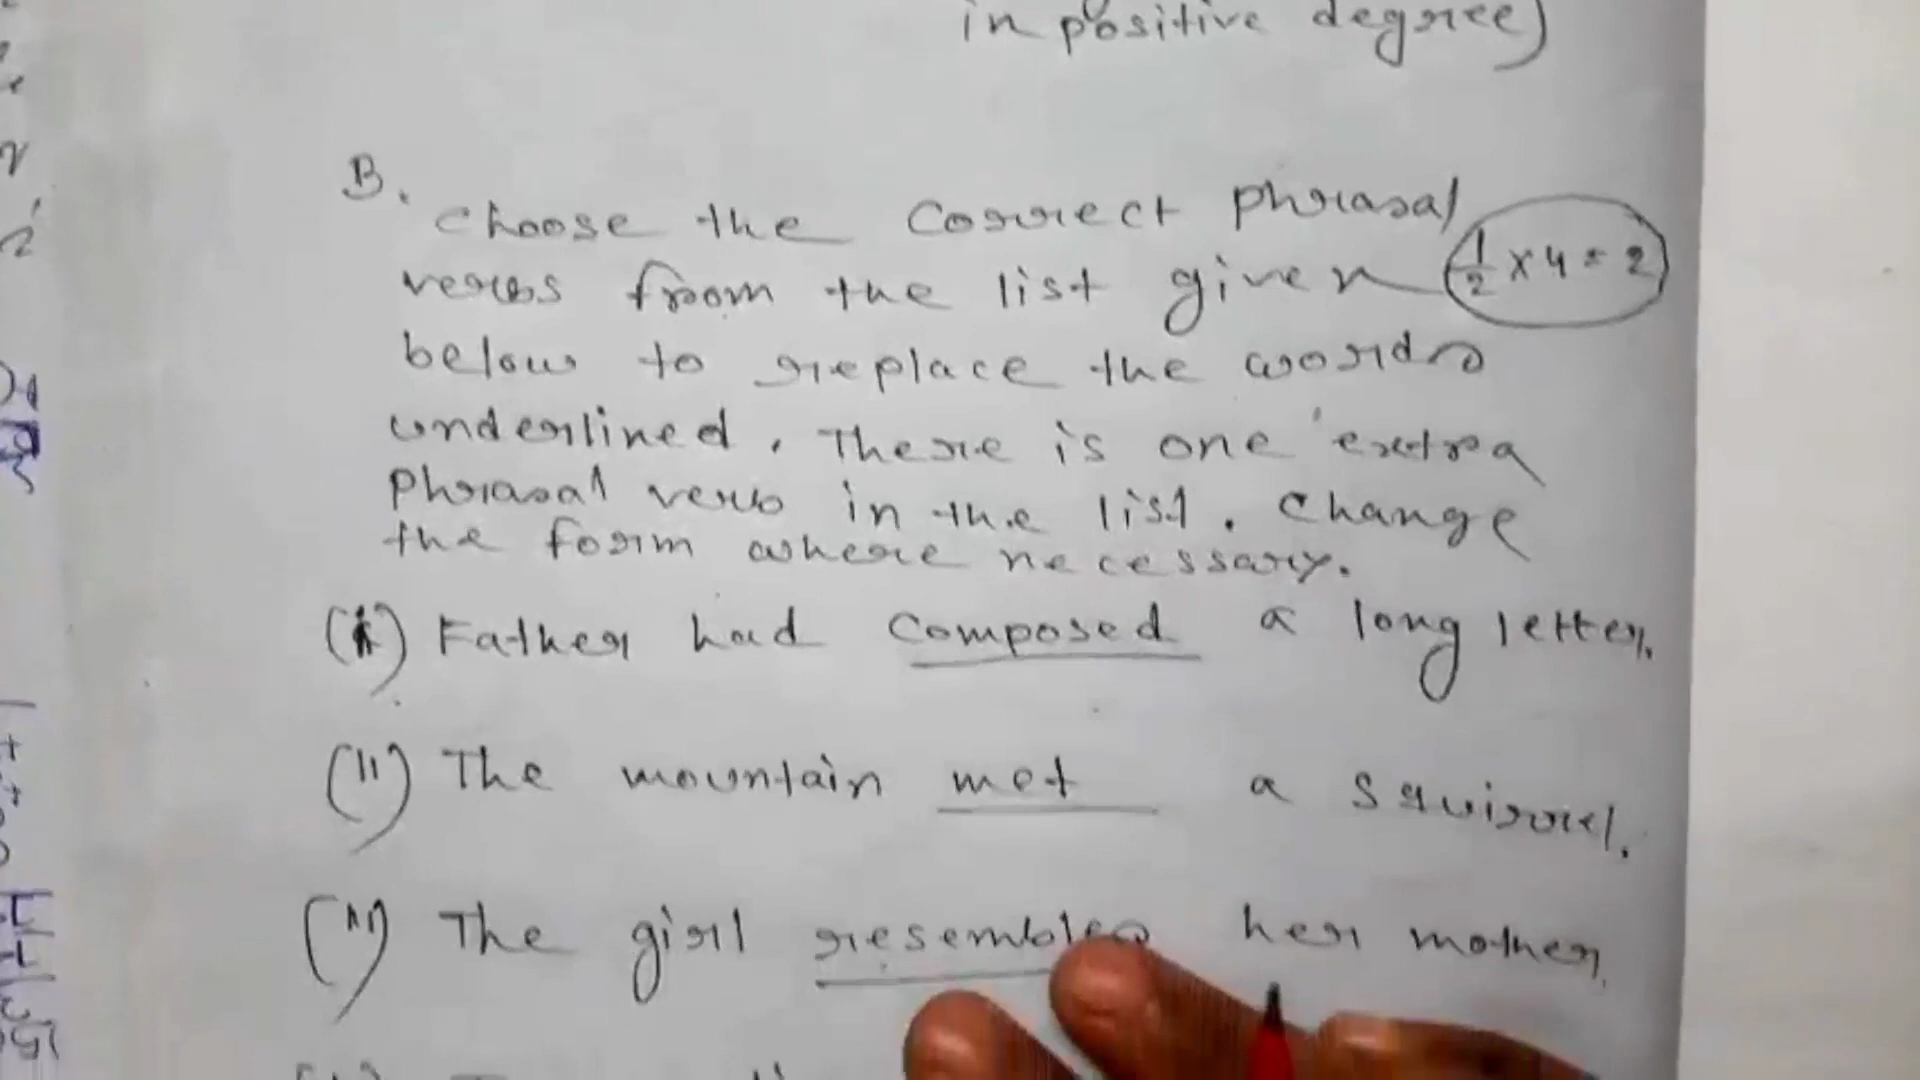 in positive degree)
B.
Choose the Correct phrasal
verbs from the list given 1/2 x 4 = 2
below to replace the words
underlined. There is one extra
phrasal verb in the list. Change
the form where necessary.
(i) Father had composed a long letter.
(ii) The mountain met a squirrel.
(iii) The girl resembles her mother.